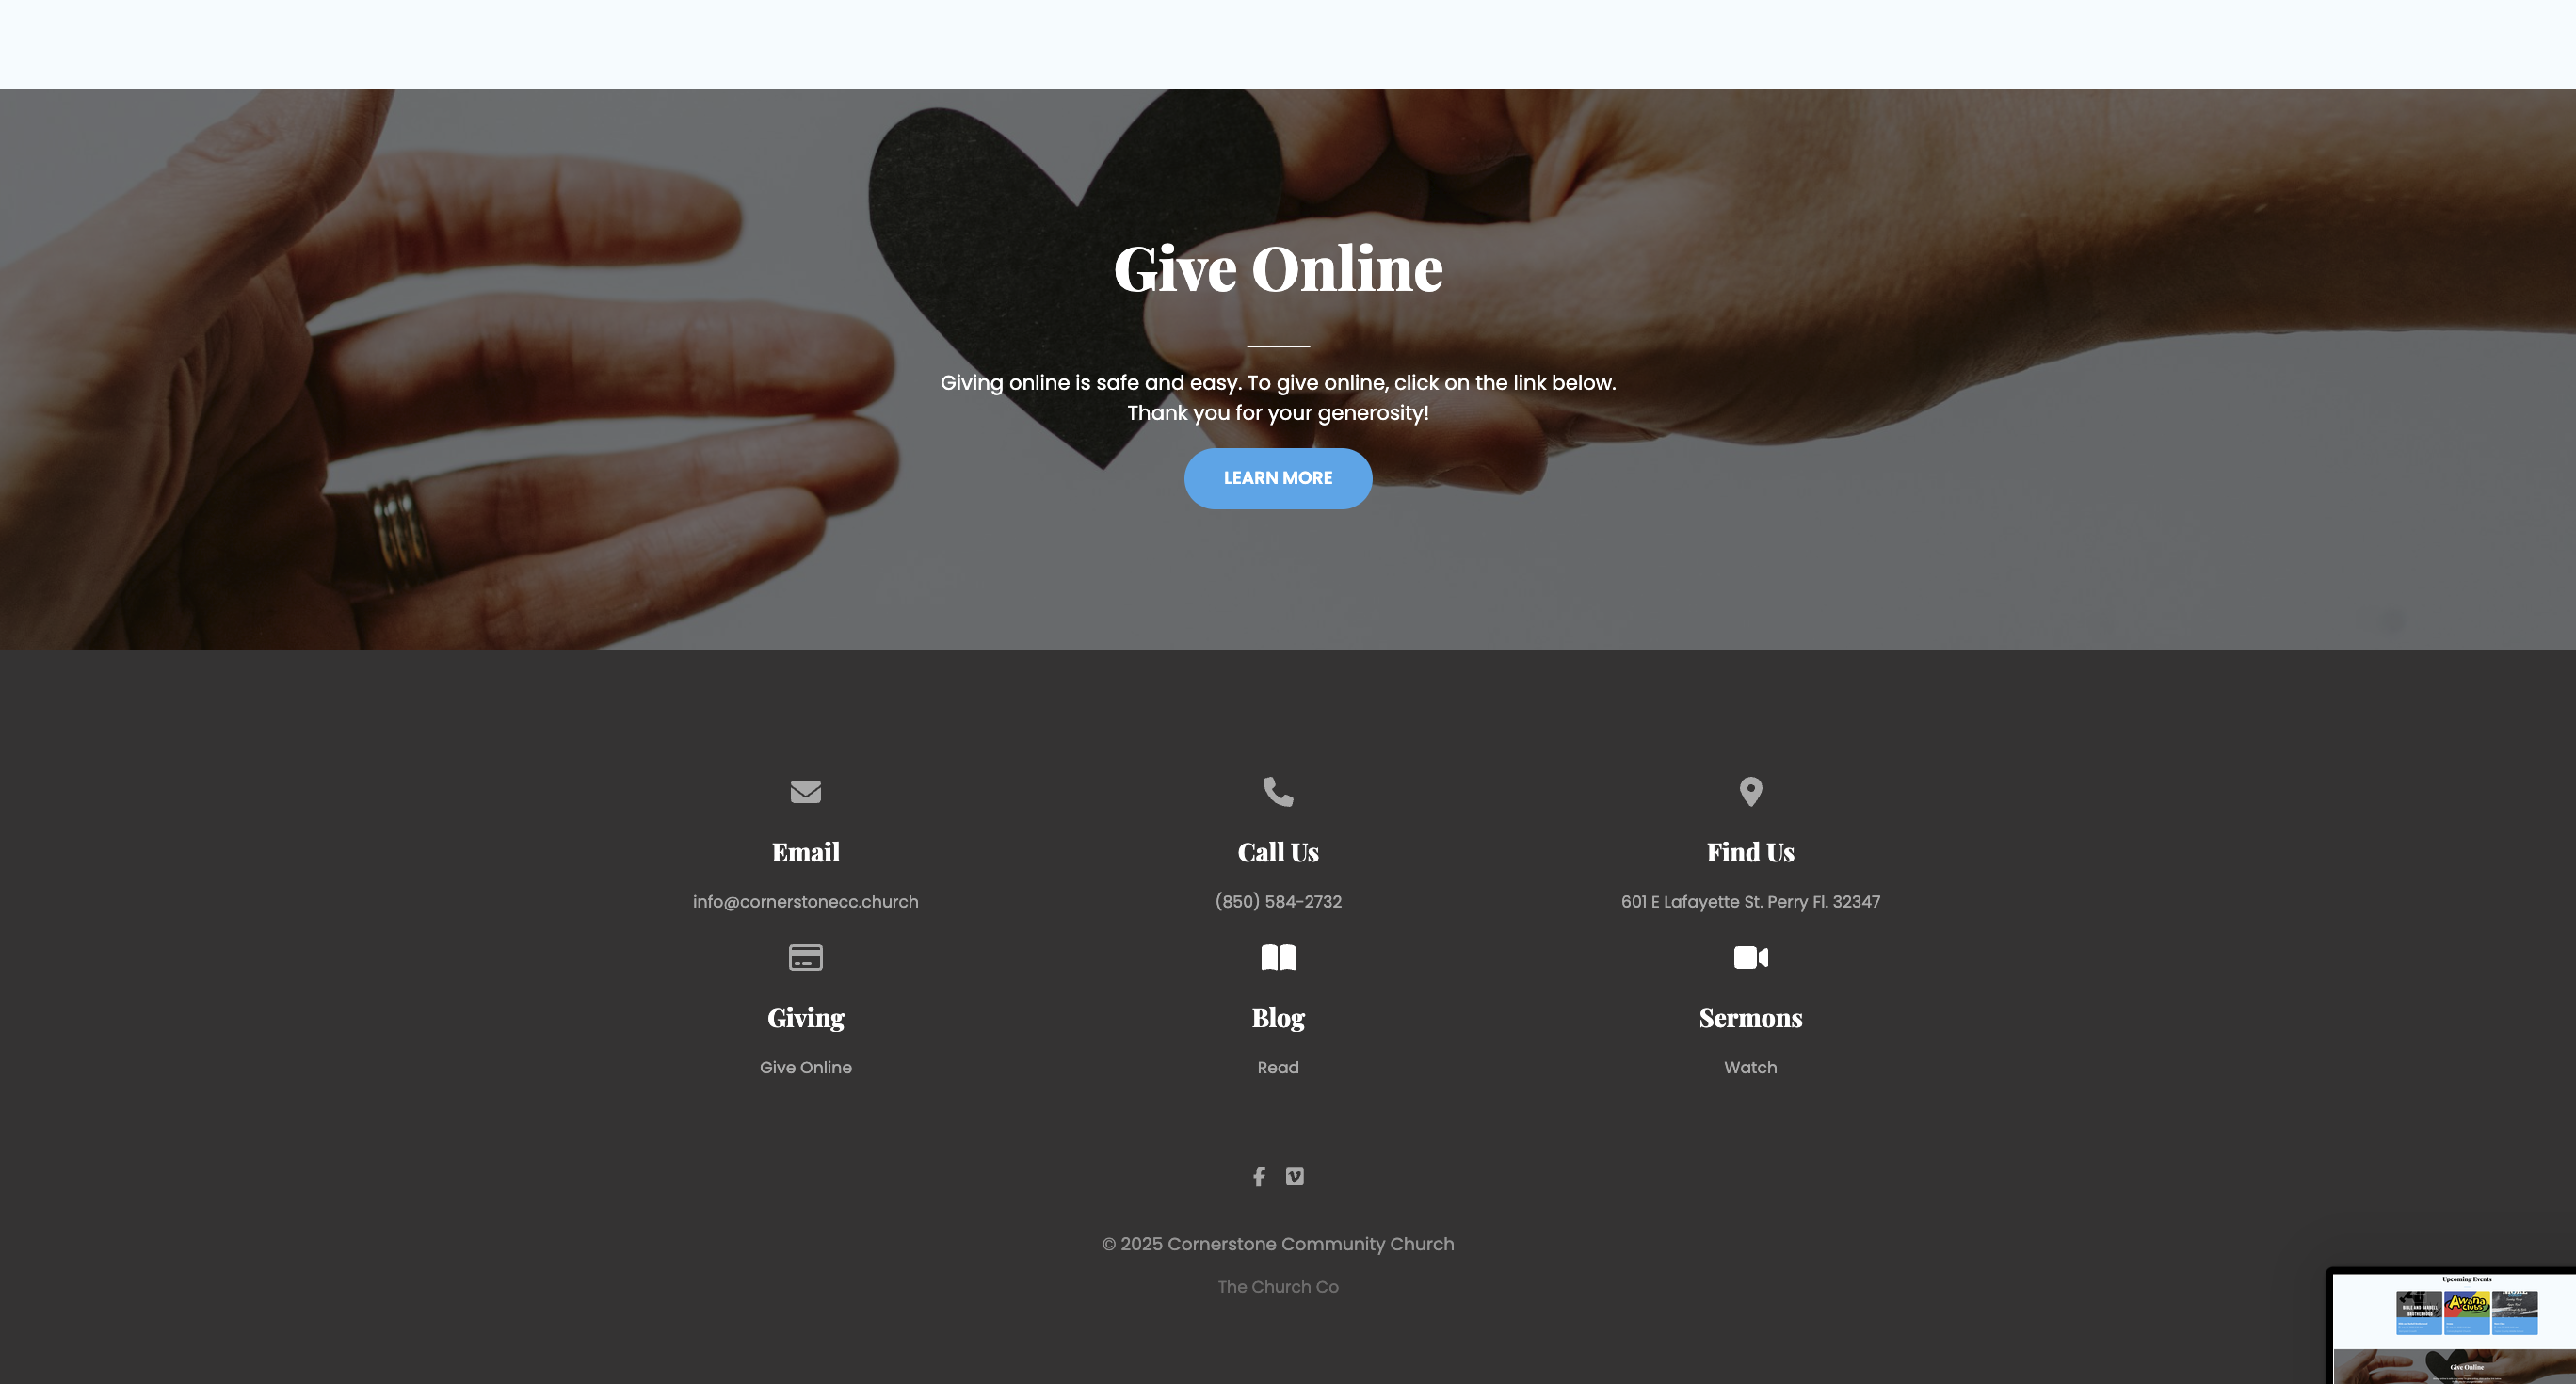 Give Online
Giving online is safe and easy. To give online, click on the link below.
Thank you for your generosity!
LEARN MORE
Email
Call Us
Find Us
info@cornerstonecc.church
(850) 584-2732
601 E Lafayette St. Perry Fl. 32347
Giving
Blog
Sermons
Give Online
Read
Watch
© 2025 Cornerstone Community Church
The Church Co
Upcoming Events
Awana
Clubs
Give Online